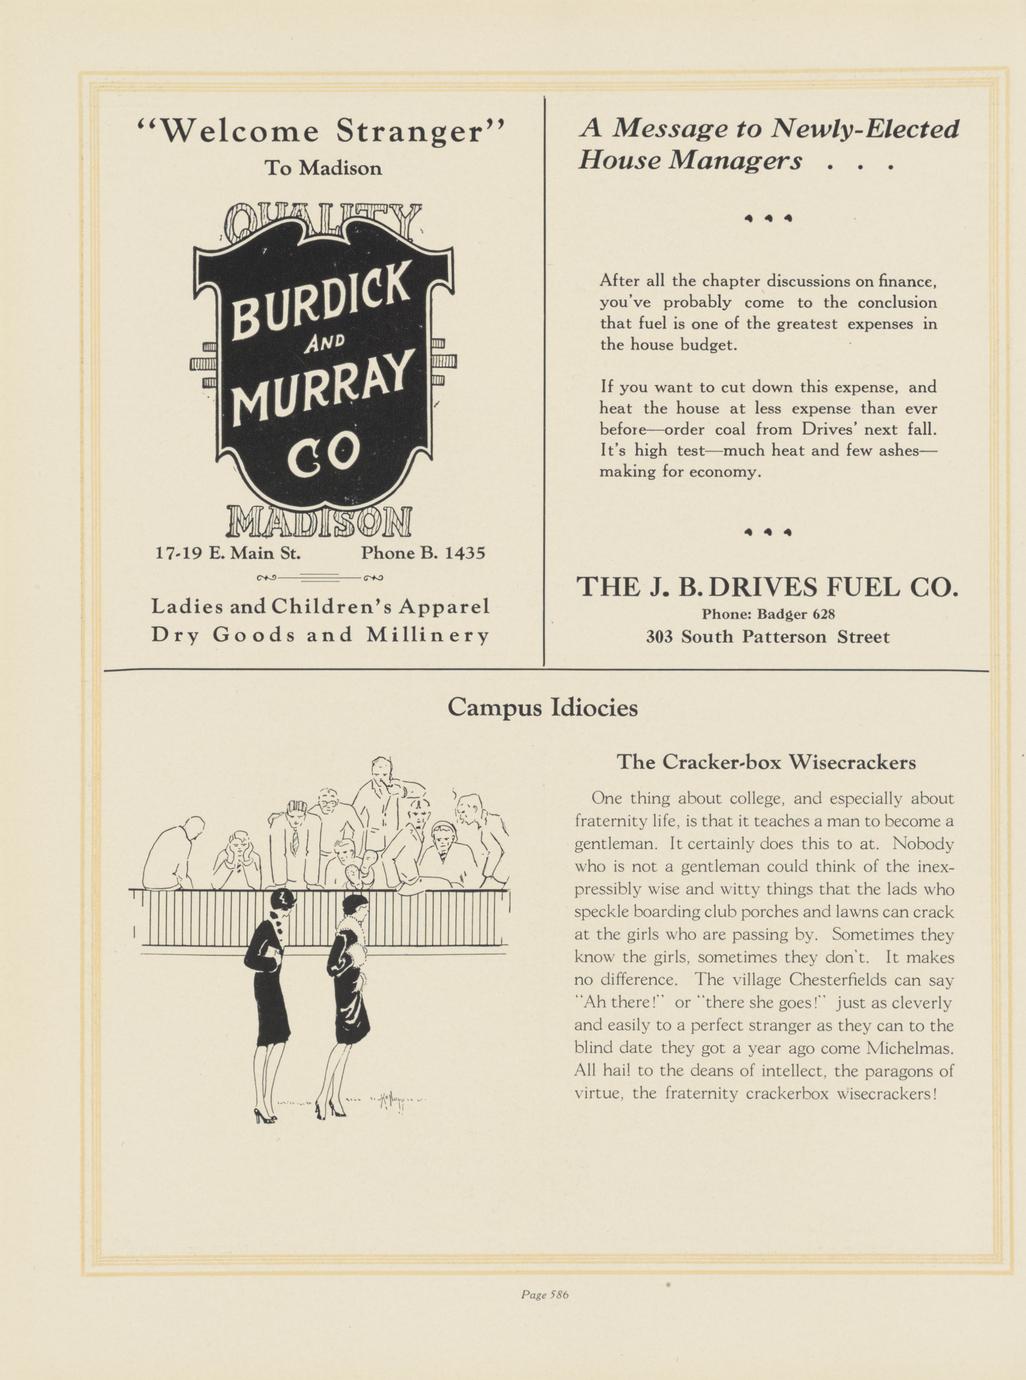 “Welcome Stranger”
To Madison
QUALITY
BURDICK
AND
MURRAY
CO
MADISON
17-19 E. Main St. Phone B. 1435
Ladies and Children's Apparel
Dry Goods and Millinery
A Message to Newly-Elected
House Managers . . .
After all the chapter discussions on finance,
you've probably come to the conclusion
that fuel is one of the greatest expenses in
the house budget.
If you want to cut down this expense, and
heat the house at less expense than ever
before—order coal from Drives' next fall.
It's high test—much heat and few ashes—
making for economy.
THE J. B. DRIVES FUEL CO.
Phone: Badger 628
303 South Patterson Street
Campus Idiocies
The Cracker-box Wisecrackers
One thing about college, and especially about
fraternity life, is that it teaches a man to become a
gentleman. It certainly does this to at. Nobody
who is not a gentleman could think of the inex-
pressibly wise and witty things that the lads who
speckle boarding club porches and lawns can crack
at the girls who are passing by. Sometimes they
know the girls, sometimes they don't. It makes
no difference. The village Chesterfields can say
"Ah there!" or "there she goes!" just as cleverly
and easily to a perfect stranger as they can to the
blind date they got a year ago come Michelmas.
All hail to the deans of intellect, the paragons of
virtue, the fraternity crackerbox wisecrackers!
Page 586